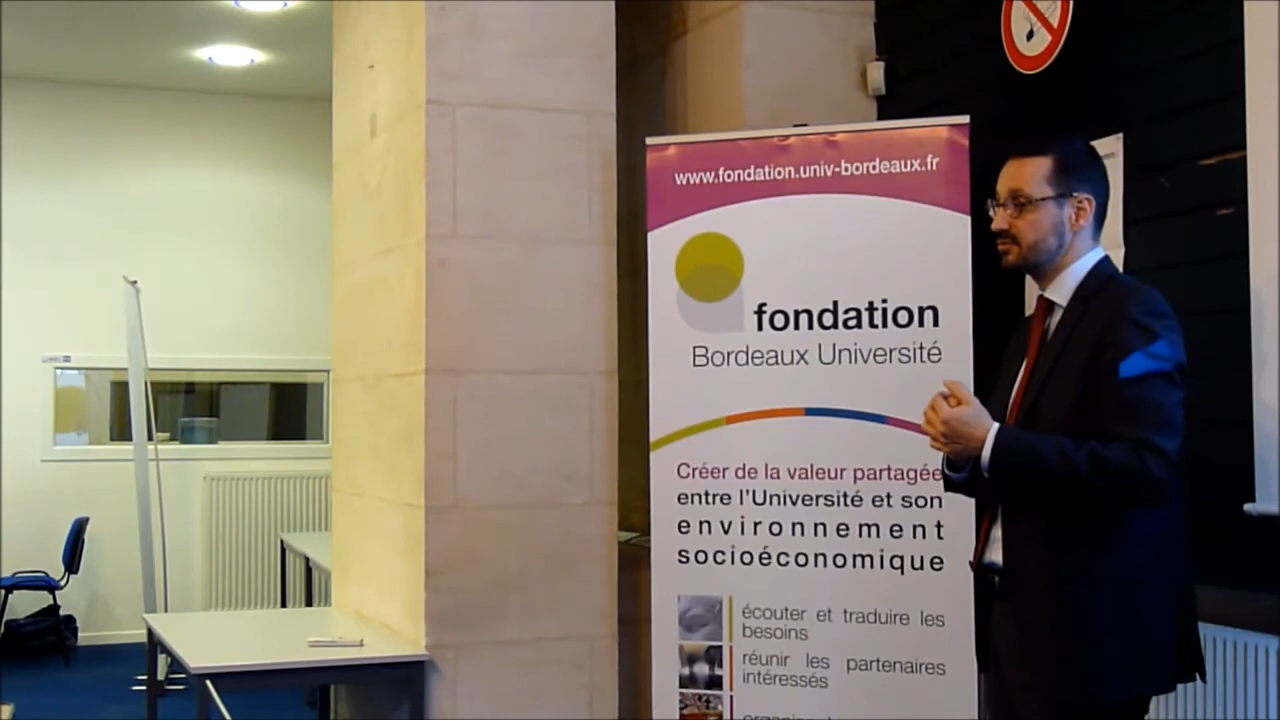 www.fondation.univ-bordeaux.fr
fondation
Bordeaux Université
Créer de la valeur partagée
entre l'Université et son
environnement
socioéconomique
écouter et traduire les
besoins
réunir les partenaires
intéressés